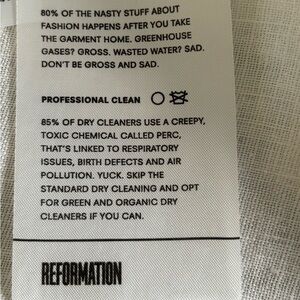 80% OF THE NASTY STUFF ABOUT
FASHION HAPPENS AFTER YOU TAKE
THE GARMENT HOME. GREENHOUSE
GASES? GROSS. WASTED WATER? SAD.
DON'T BE GROSS AND SAD.
PROFESSIONAL CLEAN
85% OF DRY CLEANERS USE A CREEPY,
TOXIC CHEMICAL CALLED PERC,
THAT'S LINKED TO RESPIRATORY
ISSUES, BIRTH DEFECTS AND AIR
POLLUTION. YUCK. SKIP THE
STANDARD DRY CLEANING AND OPT
FOR GREEN AND ORGANIC DRY
CLEANERS IF YOU CAN.
REFORMATION